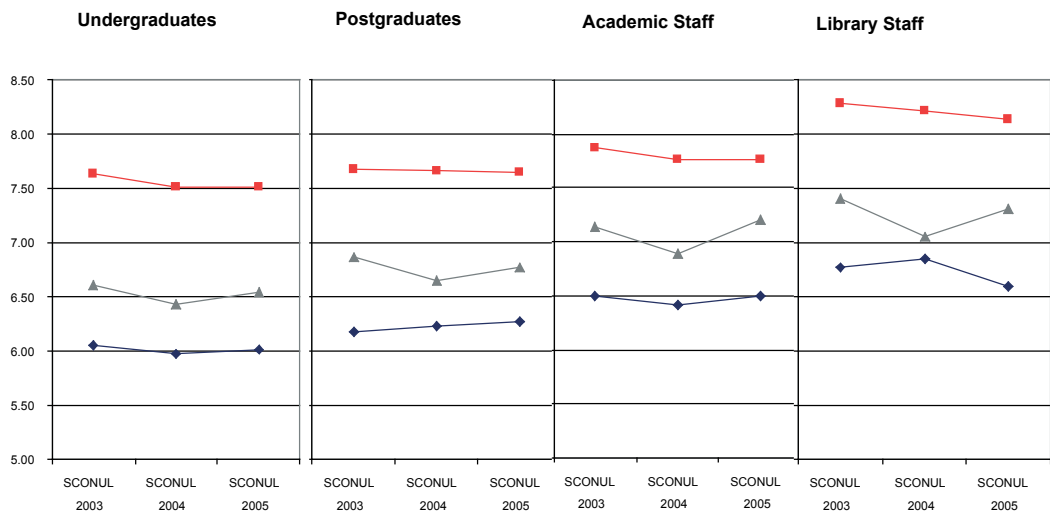 Undergraduates Postgraduates Academic Staff Library Staff
8.50
8.00
7.50
7.00
6.50
6.00
5.50
5.00
SCONUL SCONUL SCONUL SCONUL SCONUL SCONUL SCONUL SCONUL SCONUL SCONUL SCONUL SCONUL
2003 2004 2005 2003 2004 2005 2003 2004 2005 2003 2004 2005